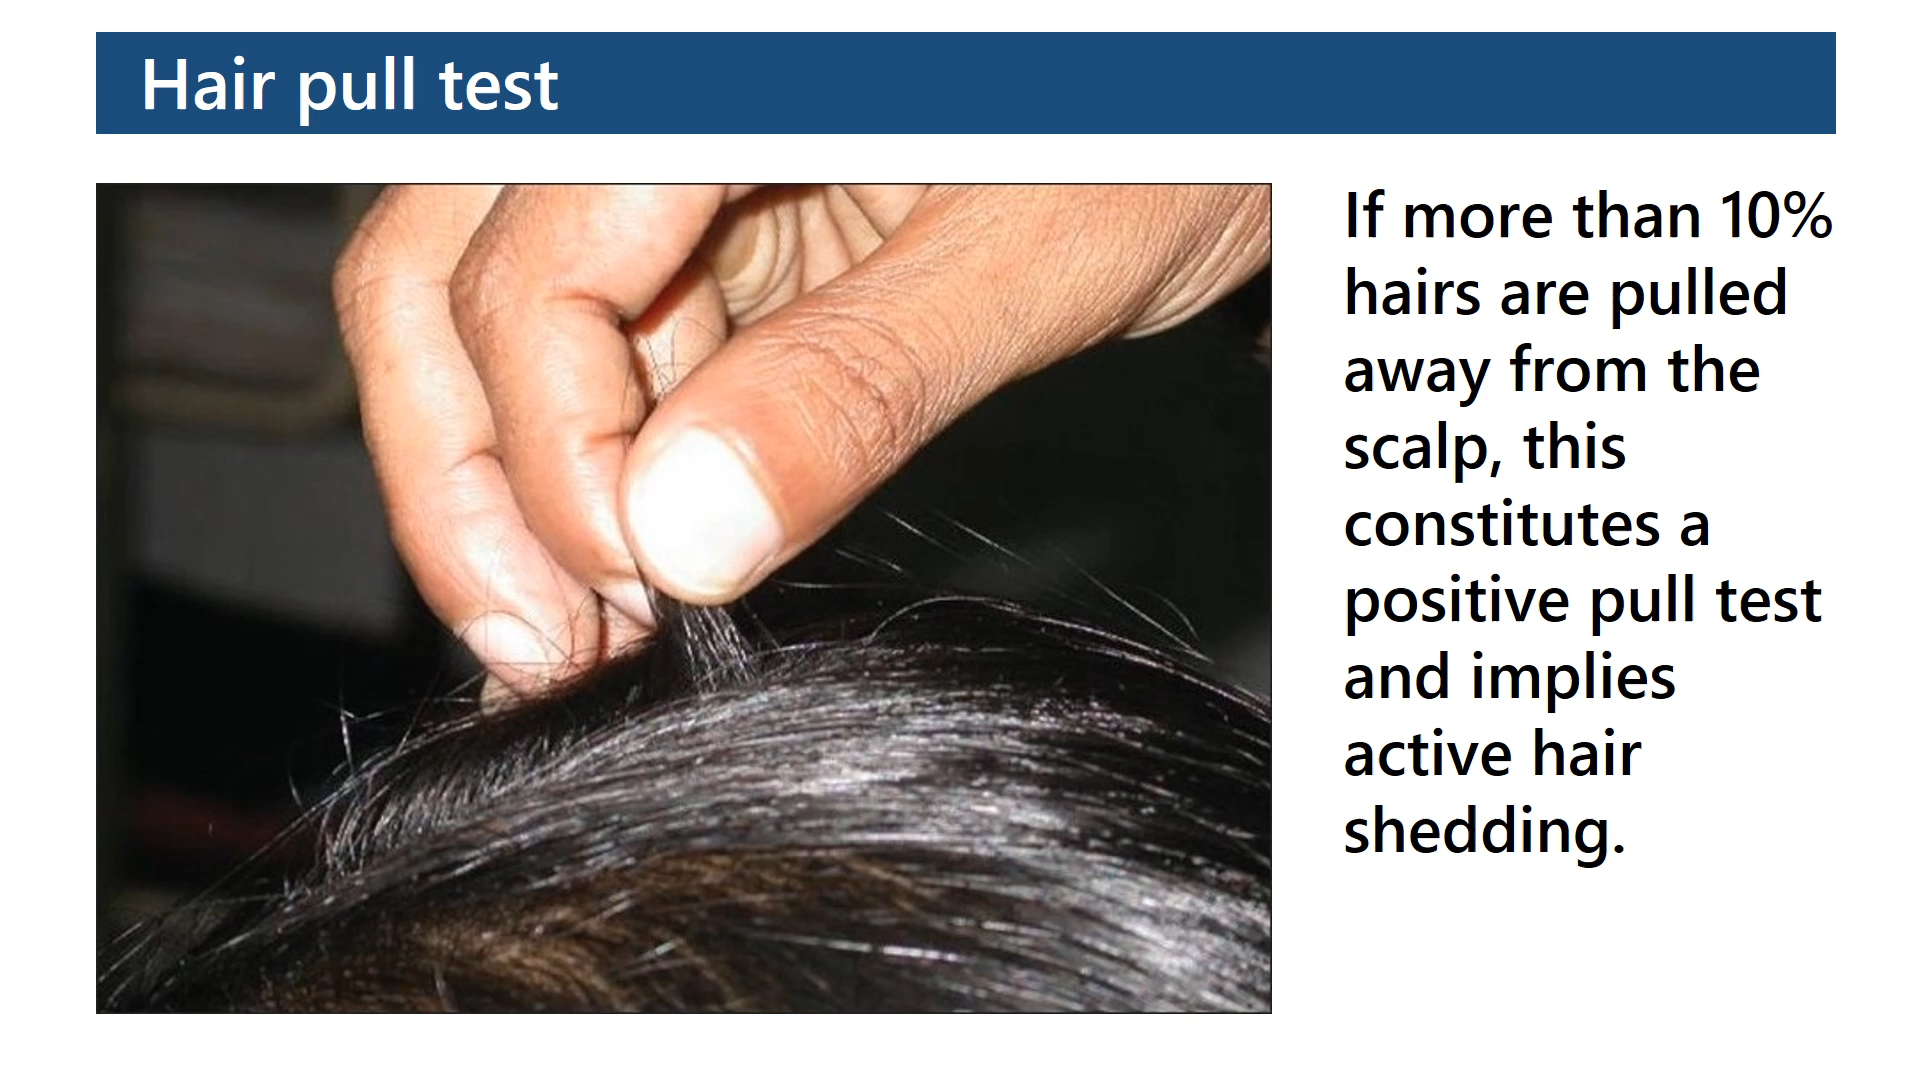 Hair pull test
If more than 10%
hairs are pulled
away from the
scalp, this
constitutes a
positive pull test
and implies
active hair
shedding.